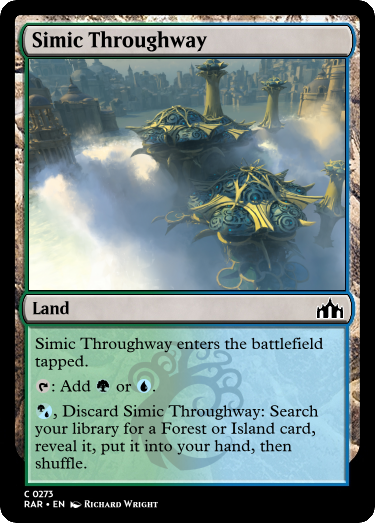 Simic Throughway
Land
Simic Throughway enters the battlefield
tapped.
: Add or .
, Discard Simic Throughway: Search
your library for a Forest or Island card,
reveal it, put it into your hand, then
shuffle.
C 0273
RAR • EN Richard Wright